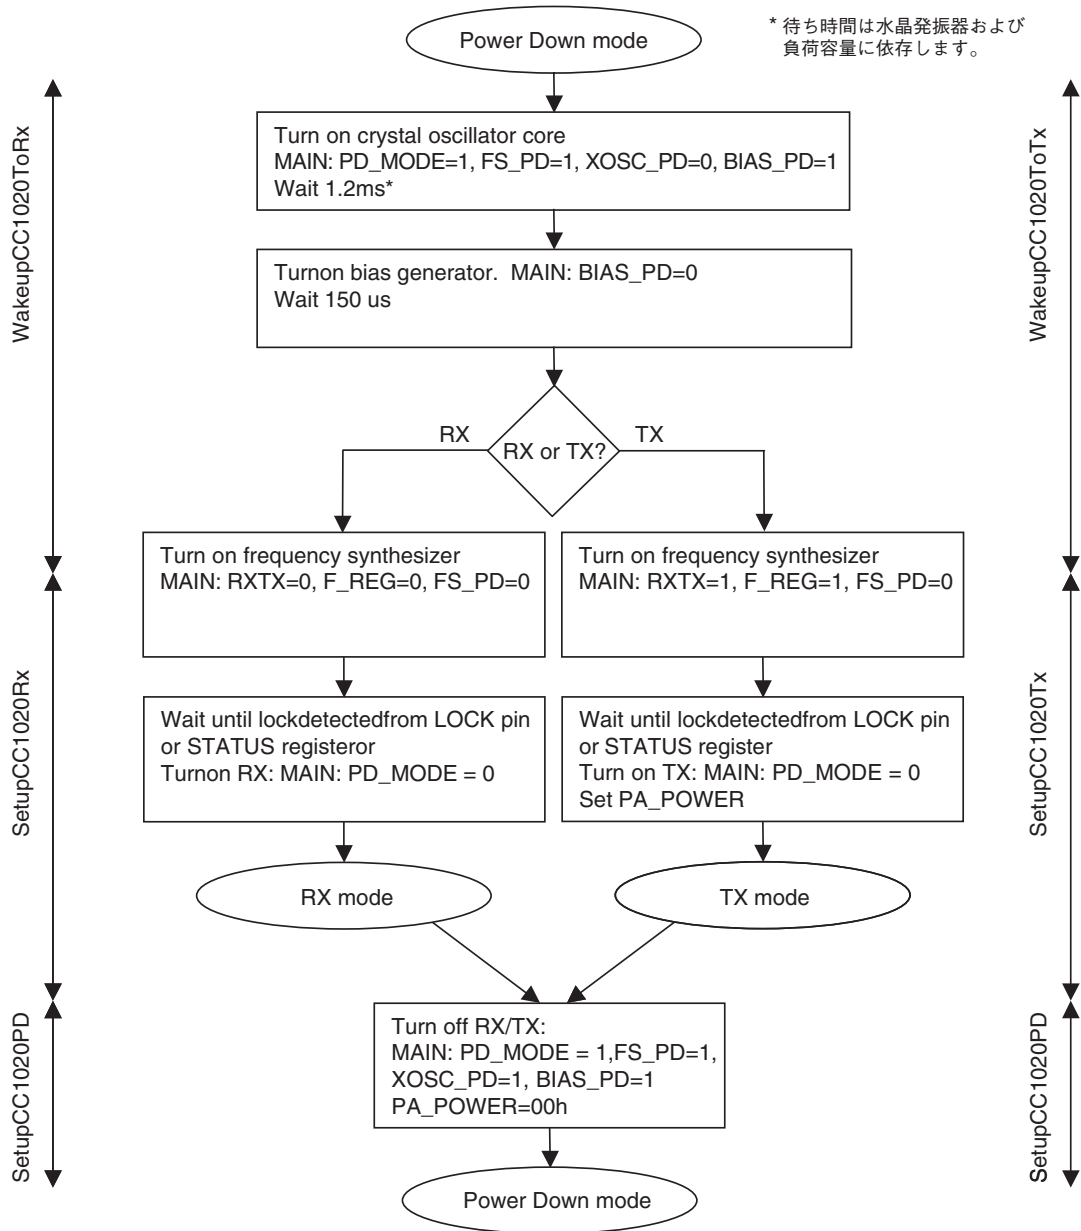 Power Down mode
* 待ち時間は水晶発振器および
負荷容量に依存します。
WakeupCC1020ToRx
WakeupCC1020ToTx
Turn on crystal oscillator core
MAIN: PD_MODE=1, FS_PD=1, XOSC_PD=0, BIAS_PD=1
Wait 1.2ms*
Turnon bias generator. MAIN: BIAS_PD=0
Wait 150 us
RX
RX or TX?
TX
Turn on frequency synthesizer
MAIN: RXTX=0, F_REG=0, FS_PD=0
Turn on frequency synthesizer
MAIN: RXTX=1, F_REG=1, FS_PD=0
SetupCC1020Rx
SetupCC1020Tx
Wait until lockdetectedfrom LOCK pin
or STATUS registeror
Turnon RX: MAIN: PD_MODE = 0
Wait until lockdetectedfrom LOCK pin
or STATUS register
Turn on TX: MAIN: PD_MODE = 0
Set PA_POWER
RX mode
TX mode
SetupCC1020PD
SetupCC1020PD
Turn off RX/TX:
MAIN: PD_MODE = 1,FS_PD=1,
XOSC_PD=1, BIAS_PD=1
PA_POWER=00h
Power Down mode